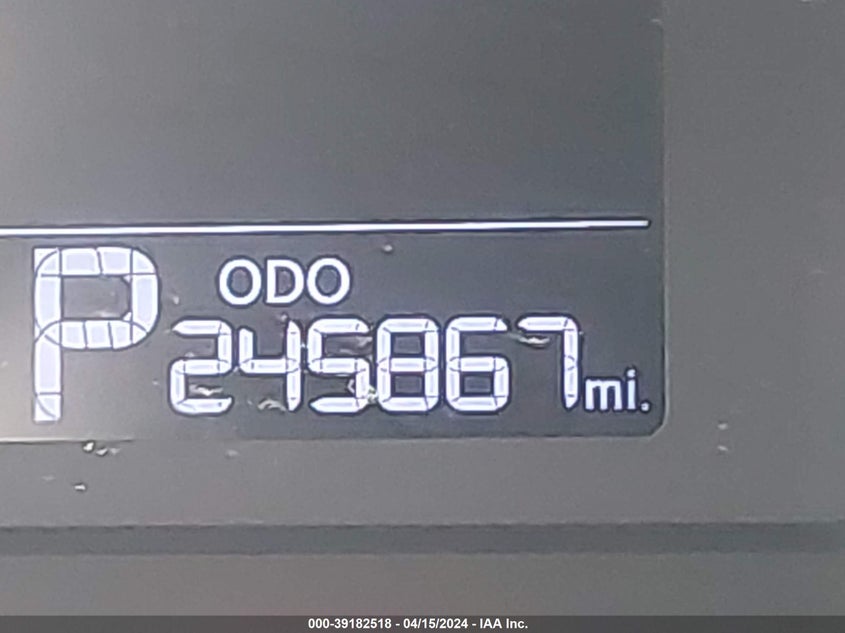 P
ODO
245867 mi.
000-39182518 - 04/15/2024 - IAA Inc.